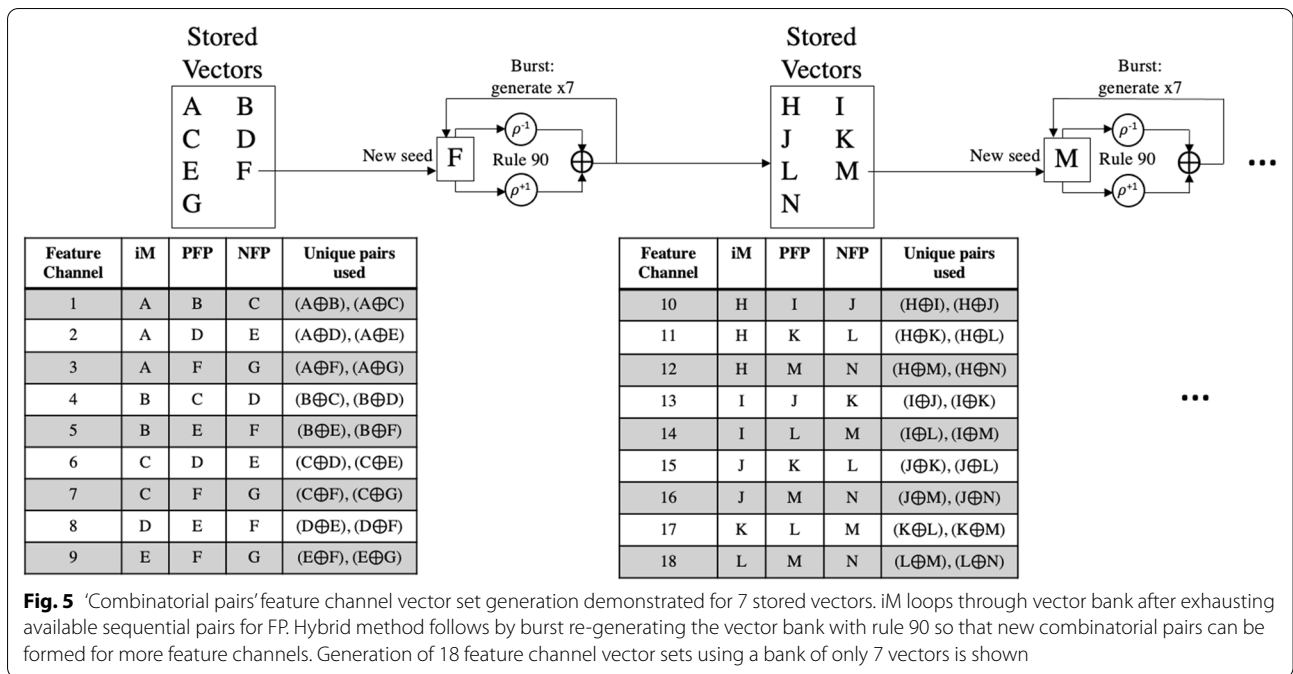 Stored
Vectors
A B
C D
E F
G
New seed
F
Burst:
generate x7
ρ⁻¹
Rule 90
ρ⁺¹
⊕
Stored
Vectors
H I
J K
L M
N
New seed
M
Burst:
generate x7
ρ⁻¹
Rule 90
ρ⁺¹
⊕
...
Feature Channel iM PFP NFP Unique pairs used
1 A B C (A⊕B), (A⊕C)
2 A D E (A⊕D), (A⊕E)
3 A F G (A⊕F), (A⊕G)
4 B C D (B⊕C), (B⊕D)
5 B E F (B⊕E), (B⊕F)
6 C D E (C⊕D), (C⊕E)
7 C F G (C⊕F), (C⊕G)
8 D E F (D⊕E), (D⊕F)
9 E F G (E⊕F), (E⊕G)
Feature Channel iM PFP NFP Unique pairs used
10 H I J (H⊕I), (H⊕J)
11 H K L (H⊕K), (H⊕L)
12 H M N (H⊕M), (H⊕N)
13 I J K (I⊕J), (I⊕K)
14 I L M (I⊕L), (I⊕M)
15 J K L (J⊕K), (J⊕L)
16 J M N (J⊕M), (J⊕N)
17 K L M (K⊕L), (K⊕M)
18 L M N (L⊕M), (L⊕N)
...
Fig. 5 ‘Combinatorial pairs’ feature channel vector set generation demonstrated for 7 stored vectors. iM loops through vector bank after exhausting
available sequential pairs for FP. Hybrid method follows by burst re-generating the vector bank with rule 90 so that new combinatorial pairs can be
formed for more feature channels. Generation of 18 feature channel vector sets using a bank of only 7 vectors is shown